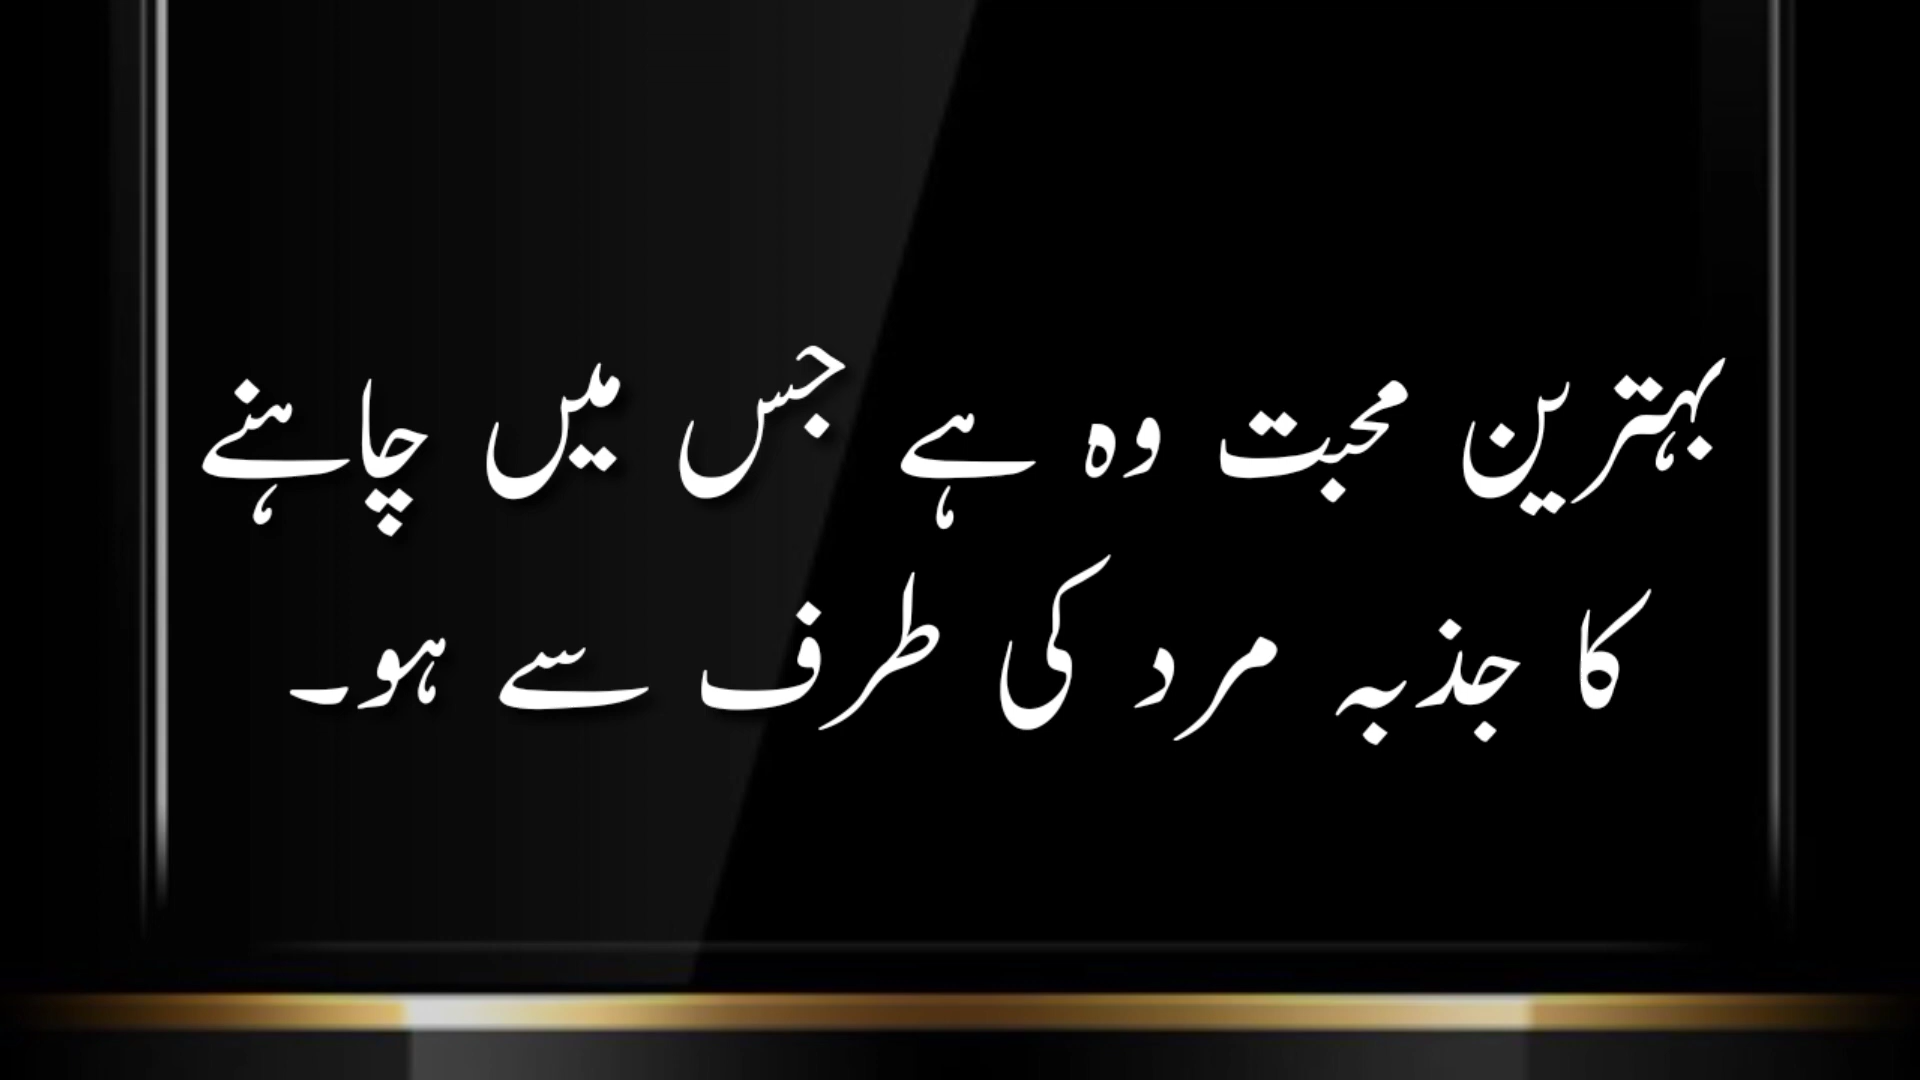 بہترین محبت وہ ہے جس میں چاہنے
کا جذبہ مرد کی طرف سے ہو۔